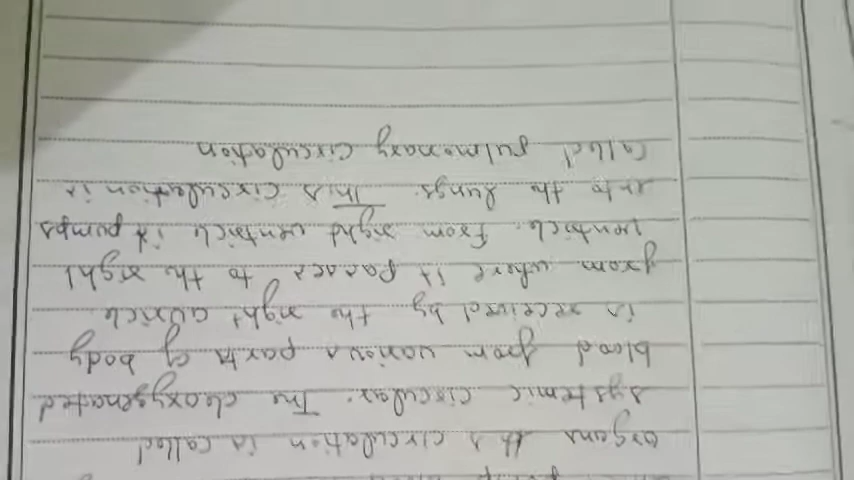 organs this circulation is called
systemic circular. The deoxygenated
blood from various parts of body
is received by the right auricle
from where it passes to the right
ventricle. From right ventricle it pumps
into the lungs. This circulation is
called pulmonary circulation